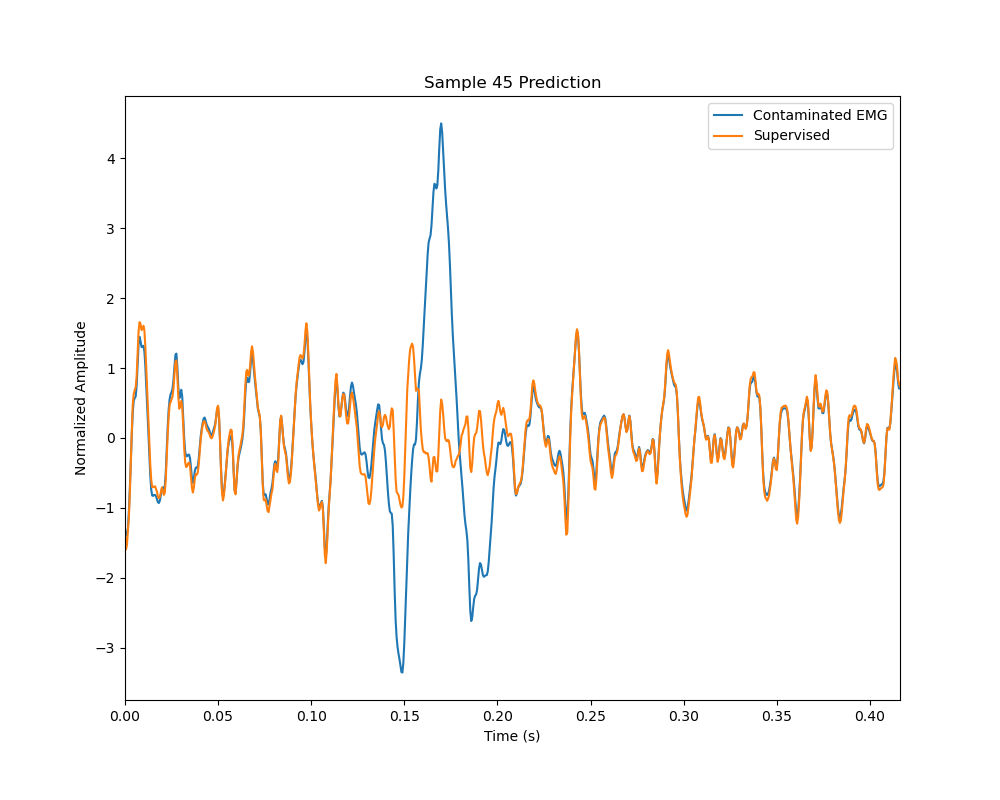 Sample 45 Prediction
Contaminated EMG
Supervised
Normalized Amplitude
4
3
2
1
0
−1
−2
−3
0.00 0.05 0.10 0.15 0.20 0.25 0.30 0.35 0.40
Time (s)